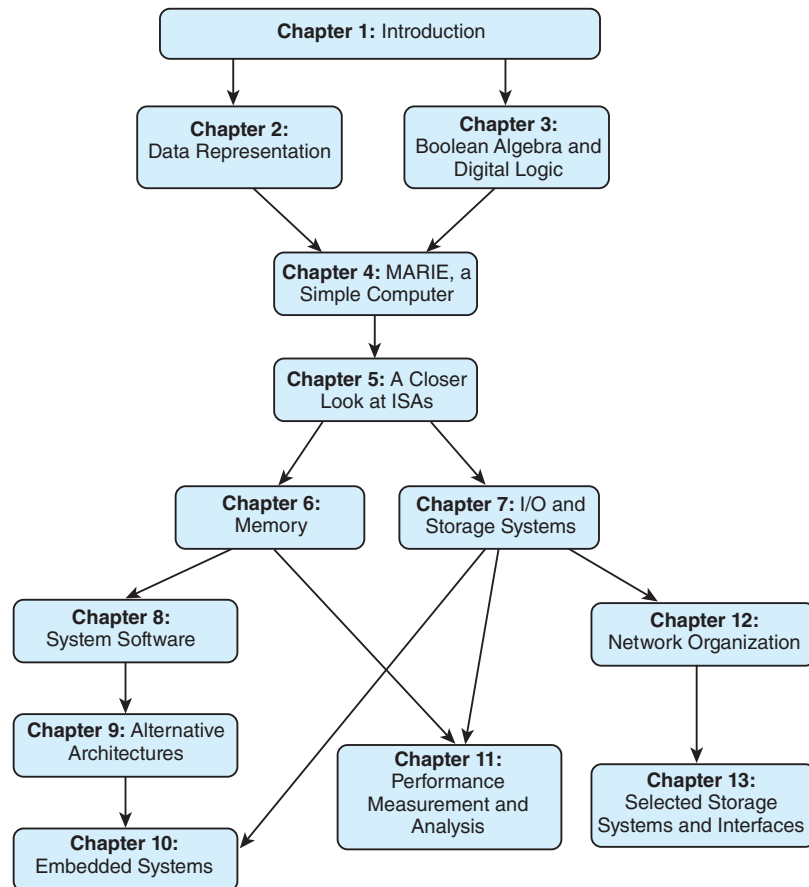 Chapter 1: Introduction
Chapter 2:
Data Representation
Chapter 3:
Boolean Algebra and
Digital Logic
Chapter 4: MARIE, a
Simple Computer
Chapter 5: A Closer
Look at ISAs
Chapter 6:
Memory
Chapter 7: I/O and
Storage Systems
Chapter 8:
System Software
Chapter 12:
Network Organization
Chapter 9: Alternative
Architectures
Chapter 11:
Performance
Measurement and
Analysis
Chapter 13:
Selected Storage
Systems and Interfaces
Chapter 10:
Embedded Systems